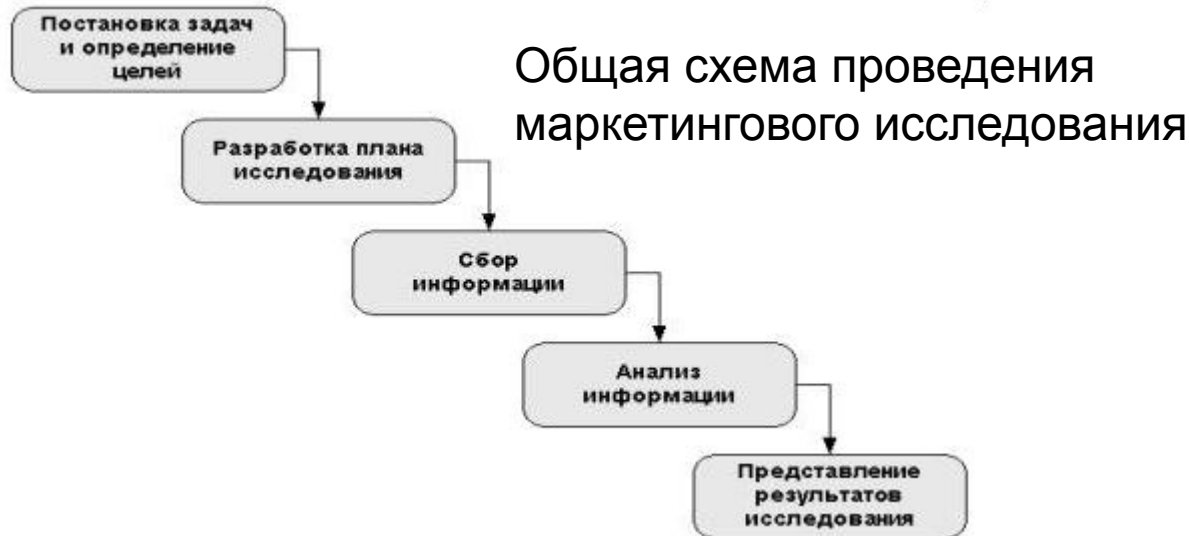 Постановка задач
и определение
целей
Общая схема проведения
маркетингового исследования
Разработка плана
исследования
Сбор
информации
Анализ
информации
Представление
результатов
исследования